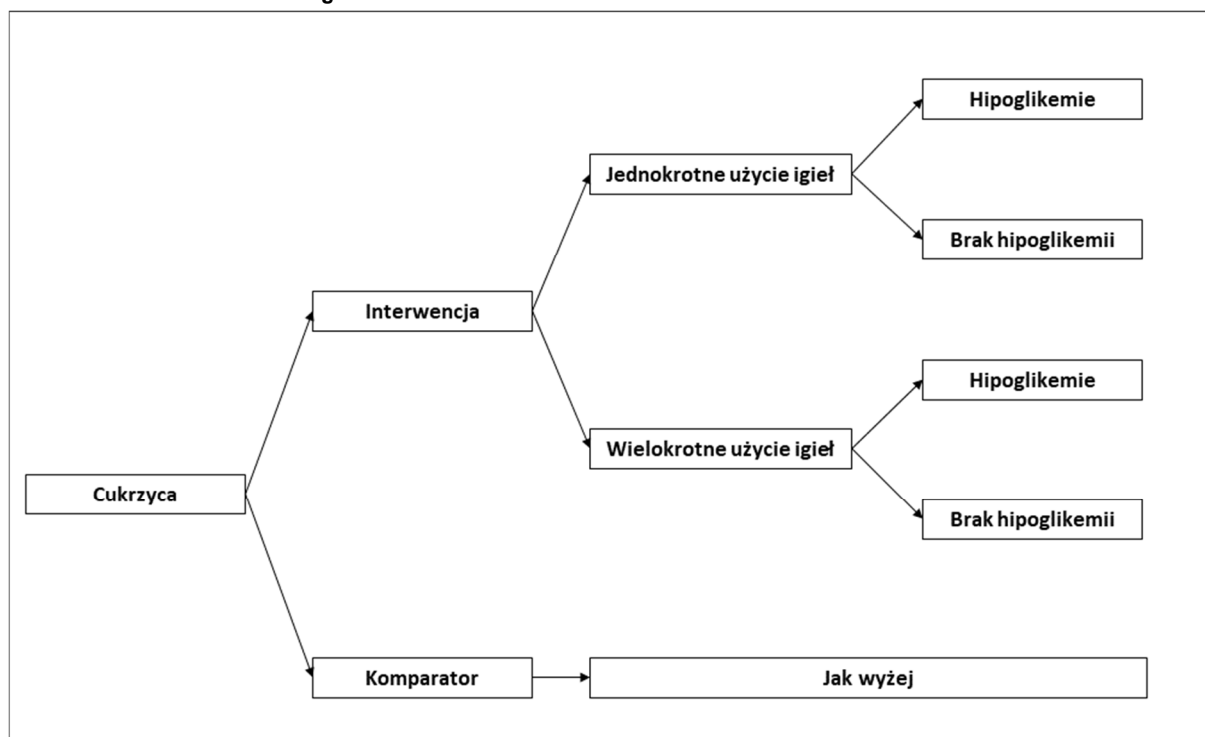 Hipoglikemie
Jednokrotne użycie igieł
Brak hipoglikemii
Interwencja
Hipoglikemie
Wielokrotne użycie igieł
Cukrzyca
Brak hipoglikemii
Komparator
Jak wyżej